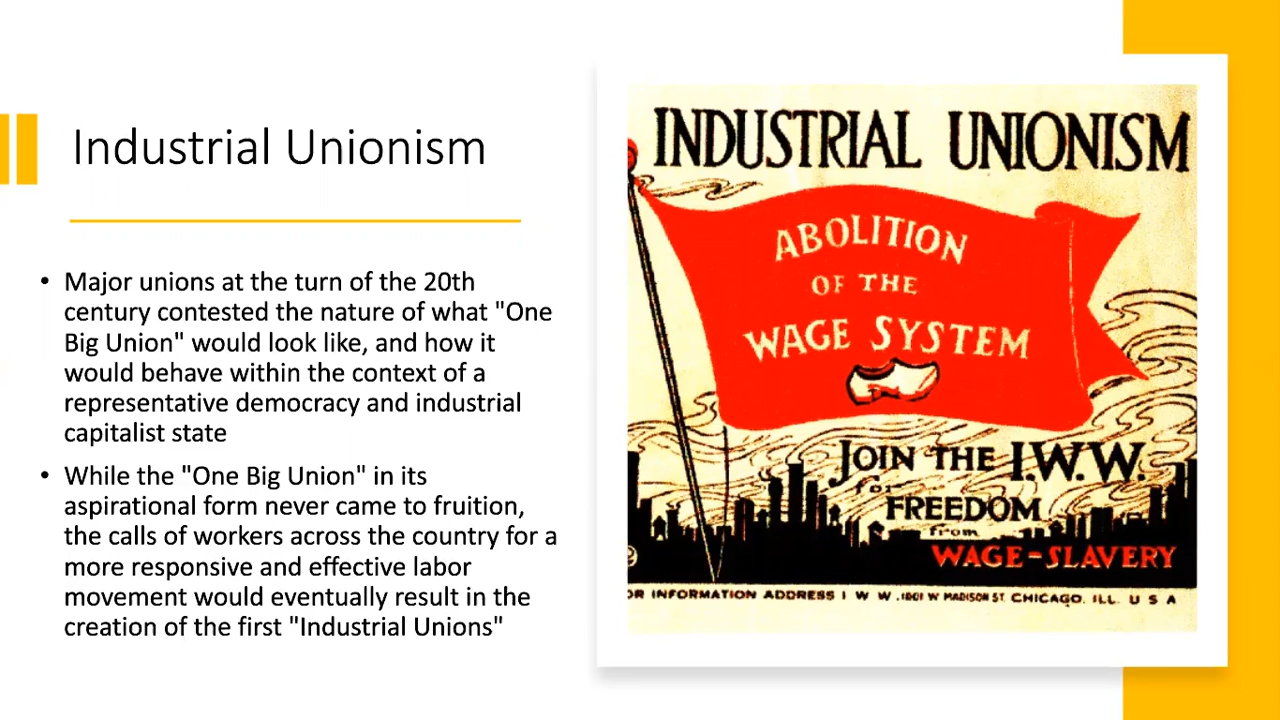 Industrial Unionism
• Major unions at the turn of the 20th
century contested the nature of what "One
Big Union" would look like, and how it
would behave within the context of a
representative democracy and industrial
capitalist state
• While the "One Big Union" in its
aspirational form never came to fruition,
the calls of workers across the country for a
more responsive and effective labor
movement would eventually result in the
creation of the first "Industrial Unions"
INDUSTRIAL UNIONISM
ABOLITION
OF THE
WAGE SYSTEM
JOIN THE I.W.W.
for
FREEDOM
from
WAGE-SLAVERY
OR INFORMATION ADDRESS I W W . 1001 W MADISON ST. CHICAGO. ILL. U S A